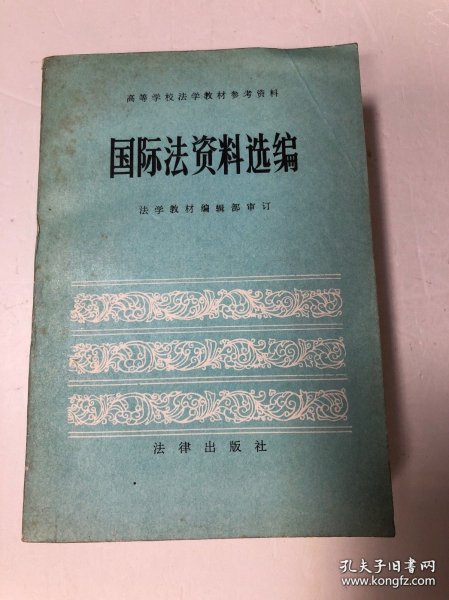 高等学校法学教材参考资料
国际法资料选编
法学教材编辑部审订
法律出版社
孔夫子旧书网
www.kongfz.com